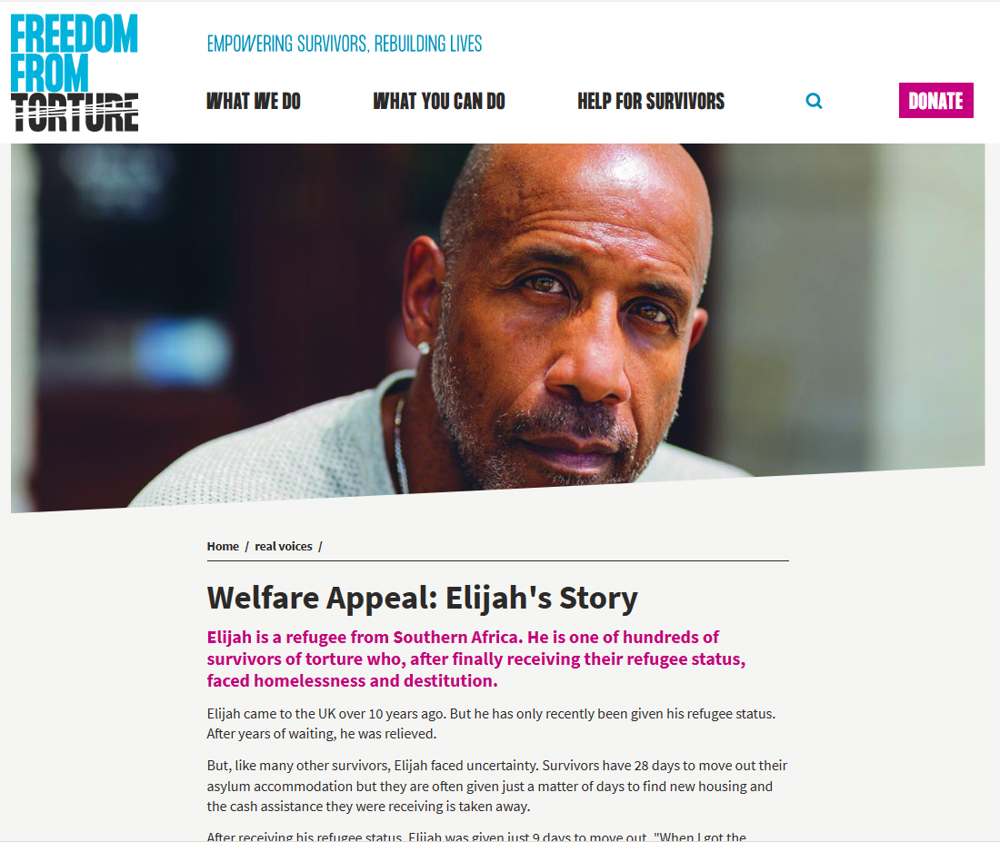 FREEDOM
FROM
TORTURE
EMPOWERING SURVIVORS, REBUILDING LIVES
WHAT WE DO
WHAT YOU CAN DO
HELP FOR SURVIVORS
DONATE
Home / real voices /
Welfare Appeal: Elijah's Story
Elijah is a refugee from Southern Africa. He is one of hundreds of
survivors of torture who, after finally receiving their refugee status,
faced homelessness and destitution.
Elijah came to the UK over 10 years ago. But he has only recently been given his refugee status.
After years of waiting, he was relieved.
But, like many other survivors, Elijah faced uncertainty. Survivors have 28 days to move out their
asylum accommodation but they are often given just a matter of days to find new housing and
the cash assistance they were receiving is taken away.
After receiving his refugee status, Elijah was given just 9 days to move out. "When I got the